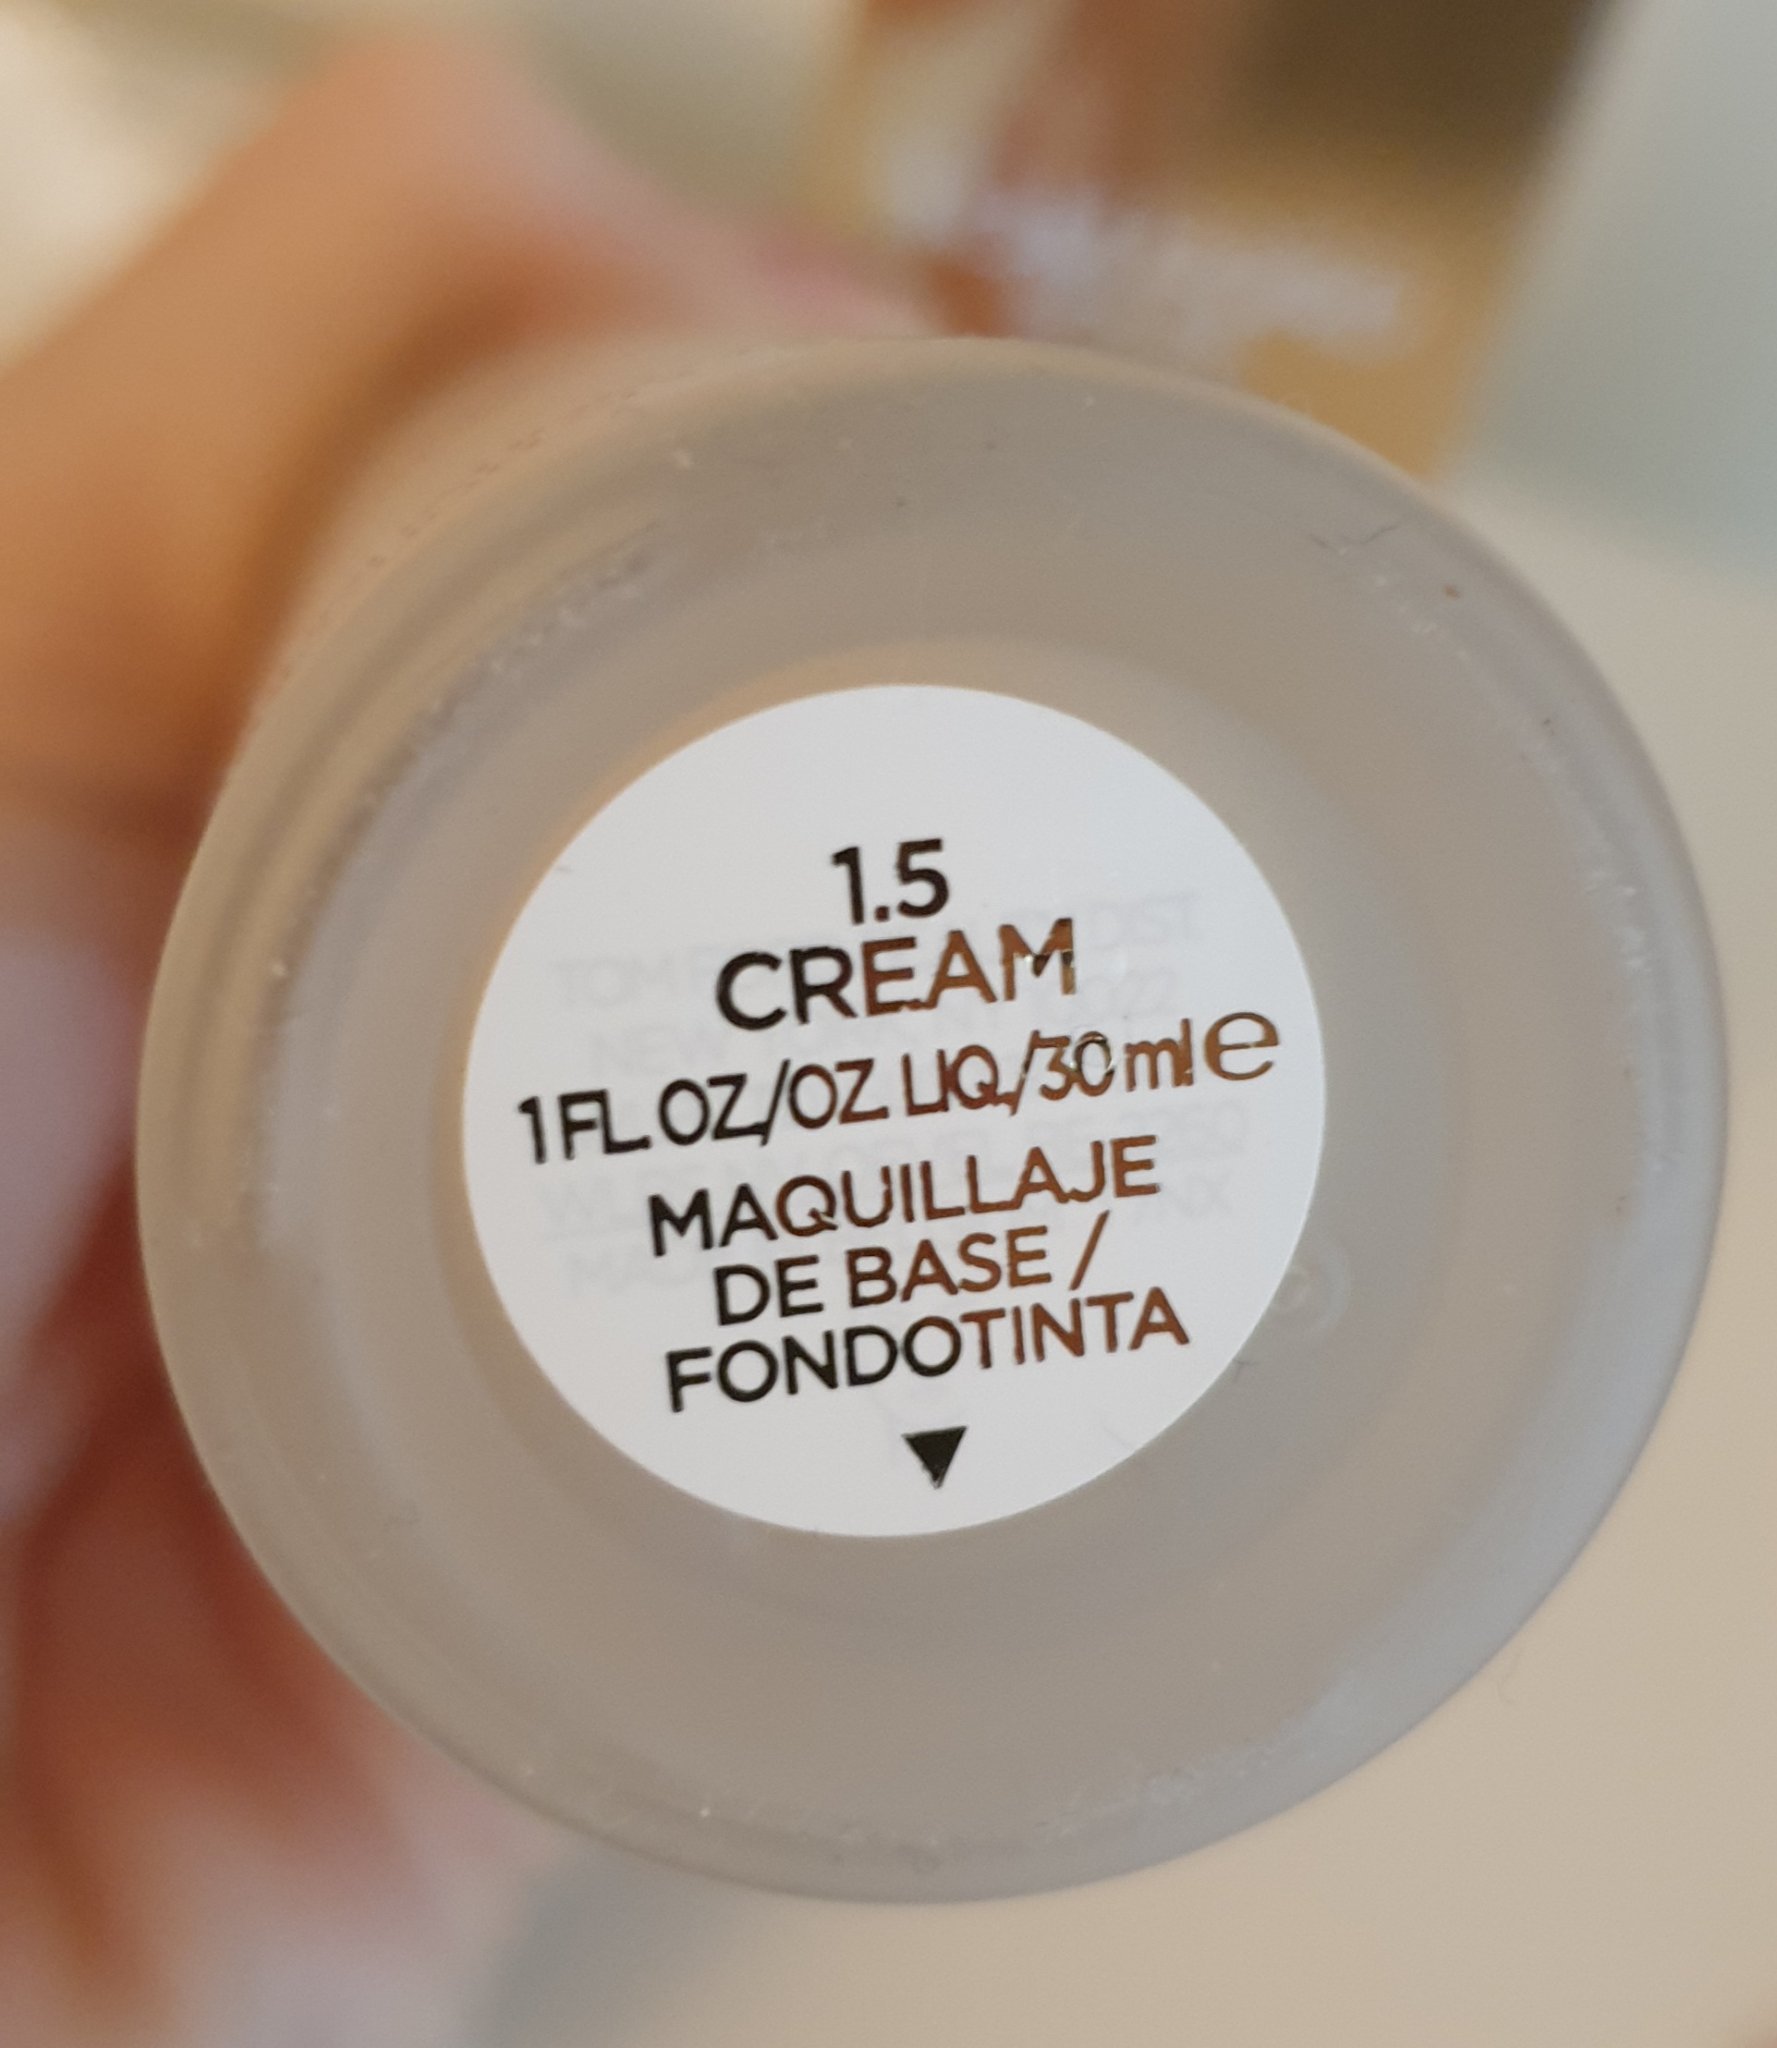 1.5
CREAM
1 FL. OZ./OZ LIQ./30 ml e
MAQUILLAJE
DE BASE /
FONDOTINTA